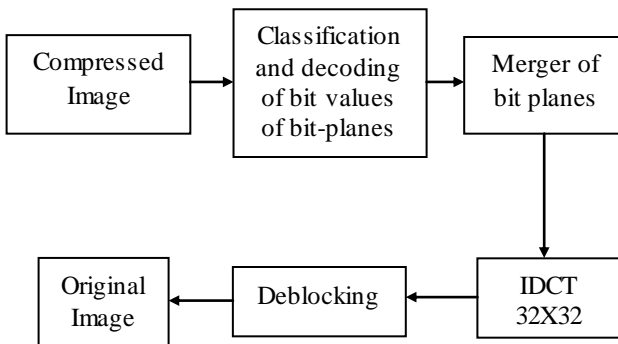 Compressed
Image
Classification
and decoding
of bit values
of bit-planes
Merger of
bit planes
IDCT
32X32
Deblocking
Original
Image